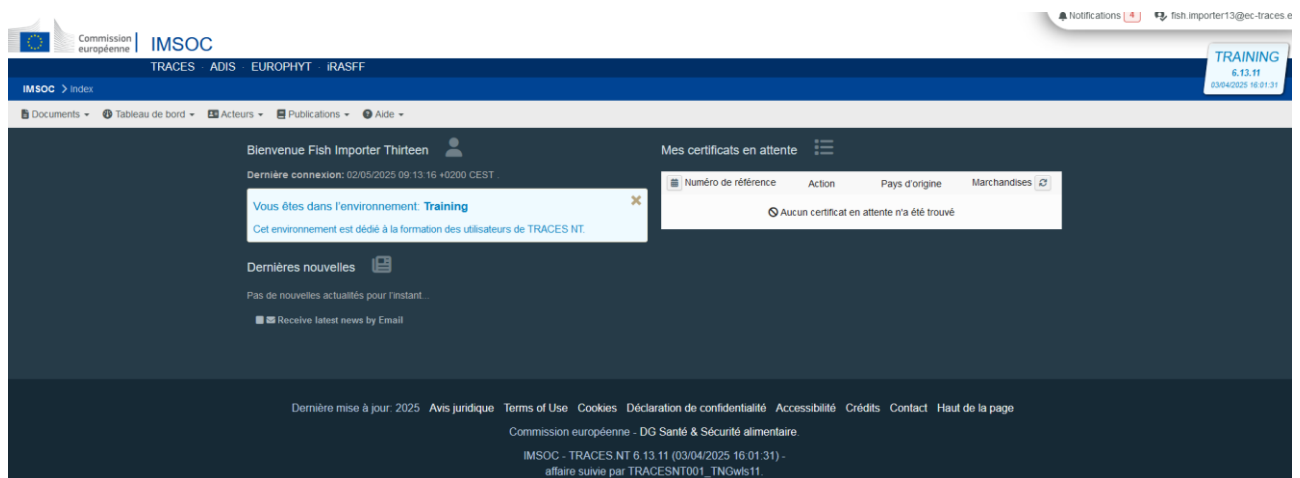 Notifications 4 fish.importer13@ec-traces.e
Commission
européenne
IMSOC
TRACES - ADIS - EUROPHYT - iRASFF
TRAINING
6.13.11
03/04/2025 16:01:31
IMSOC > Index
Documents Tableau de bord Acteurs Publications Aide
Bienvenue Fish Importer Thirteen
Dernière connexion: 02/05/2025 09:13:16 +0200 CEST .
Vous êtes dans l'environnement: Training
Cet environnement est dédié à la formation des utilisateurs de TRACES NT.
Dernières nouvelles
Pas de nouvelles actualités pour l'instant...
Receive latest news by Email
Mes certificats en attente
Numéro de référence Action Pays d'origine Marchandises
Aucun certificat en attente n'a été trouvé
Dernière mise à jour: 2025 Avis juridique Terms of Use Cookies Déclaration de confidentialité Accessibilité Crédits Contact Haut de la page
Commission européenne - DG Santé & Sécurité alimentaire.
IMSOC - TRACES.NT 6.13.11 (03/04/2025 16:01:31) -
affaire suivie par TRACESNT001_TNGwls11.